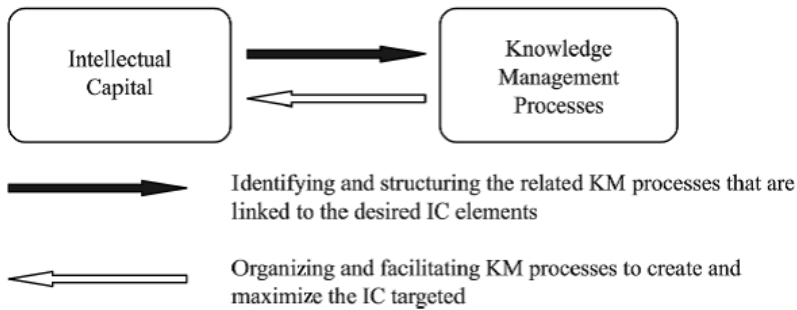 Intellectual
Capital
Knowledge
Management
Processes
Identifying and structuring the related KM processes that are
linked to the desired IC elements
Organizing and facilitating KM processes to create and
maximize the IC targeted